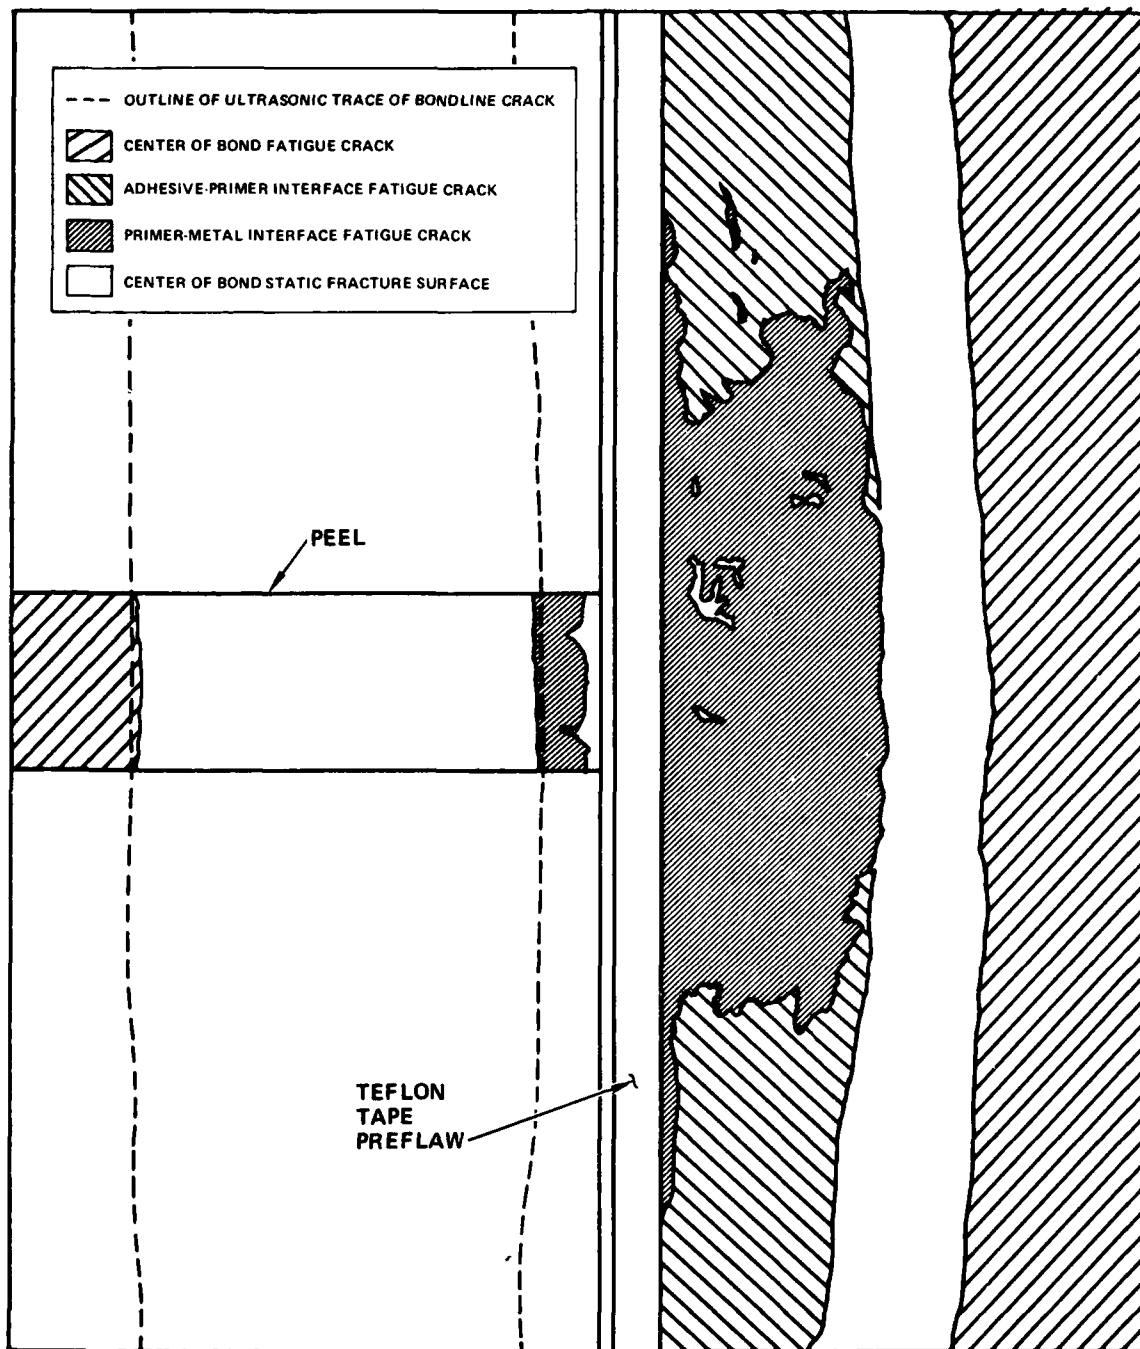 OUTLINE OF ULTRASONIC TRACE OF BONDLINE CRACK
CENTER OF BOND FATIGUE CRACK
ADHESIVE-PRIMER INTERFACE FATIGUE CRACK
PRIMER-METAL INTERFACE FATIGUE CRACK
CENTER OF BOND STATIC FRACTURE SURFACE
PEEL
TEFLON
TAPE
PREFLAW